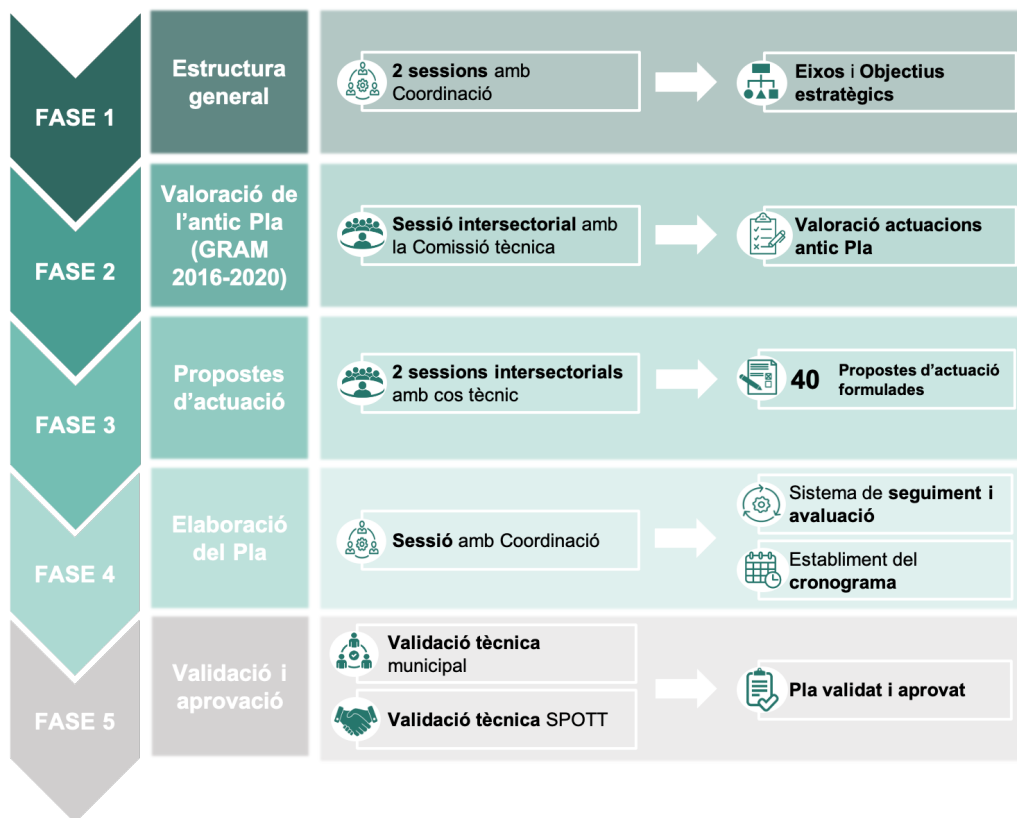 FASE 1
Estructura
general
2 sessions amb
Coordinació
Eixos i Objectius
estratègics
FASE 2
Valoració de
l’antic Pla
(GRAM
2016-2020)
Sessió intersectorial amb
la Comissió tècnica
Valoració actuacions
antic Pla
FASE 3
Propostes
d’actuació
2 sessions intersectorials
amb cos tècnic
40 Propostes d’actuació
formulades
FASE 4
Elaboració
del Pla
Sessió amb Coordinació
Sistema de seguiment i
avaluació
Establiment del
cronograma
FASE 5
Validació i
aprovació
Validació tècnica
municipal
Validació tècnica SPOTT
Pla validat i aprovat